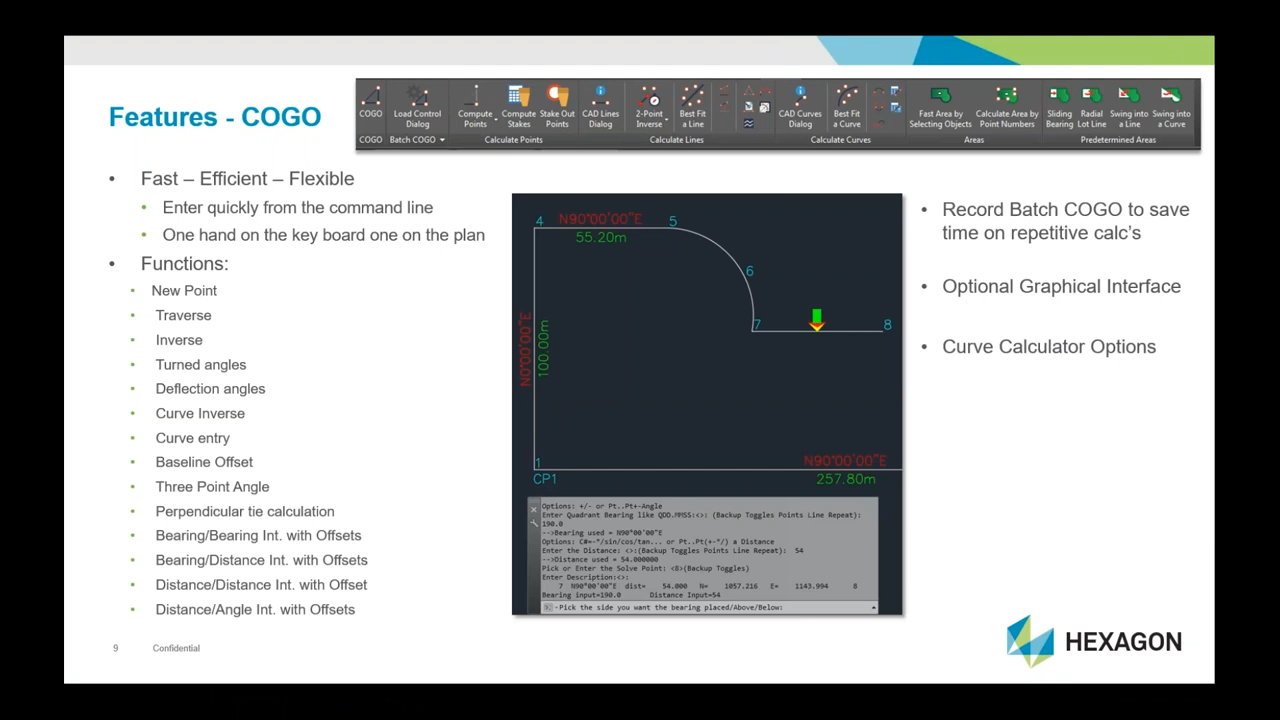 Features - COGO
COGO
Load Control
Dialog
Compute
Points
Compute
Stakes
Stake Out
Points
CAD Lines
Dialog
2-Point
Inverse
Best Fit
a Line
CAD Curves
Dialog
Best Fit
a Curve
Fast Area by
Selecting Objects
Calculate Area by
Point Numbers
Sliding
Bearing
Radial
Lot Line
Swing into
a Line
Swing into
a Curve
COGO
Batch COGO
Calculate Points
Calculate Lines
Calculate Curves
Areas
Predetermined Areas
• Fast – Efficient – Flexible
• Enter quickly from the command line
• One hand on the key board one on the plan
• Functions:
• New Point
• Traverse
• Inverse
• Turned angles
• Deflection angles
• Curve Inverse
• Curve entry
• Baseline Offset
• Three Point Angle
• Perpendicular tie calculation
• Bearing/Bearing Int. with Offsets
• Bearing/Distance Int. with Offsets
• Distance/Distance Int. with Offset
• Distance/Angle Int. with Offsets
4
N90°00'00"E
5
55.20m
6
7
8
N0°00'00"E
100.00m
1
CP1
N90°00'00"E
257.80m
Options: +/- or Pt..Pt+-Angle
Enter Quadrant Bearing like QDD.MMSS:<>: (Backup Toggles Points Line Repeat):
190.0
-->Bearing used = N90°00'00"E
Options: C#=-*/sin/cos/tan... or Pt..Pt(+-*/) a Distance
Enter the Distance: <>:(Backup Toggles Points Line Repeat): 54
-->Distance used = 54.000000
Pick or Enter the Solve Point: <8>(Backup Toggles)
Enter Description:<>:
7 N90°00'00"E dist= 54.000 N= 1057.216 E= 1143.994 8
Bearing input=190.0 Distance Input=54
-Pick the side you want the bearing placed/Above/Below:
• Record Batch COGO to save
time on repetitive calc's
• Optional Graphical Interface
• Curve Calculator Options
9
Confidential
HEXAGON